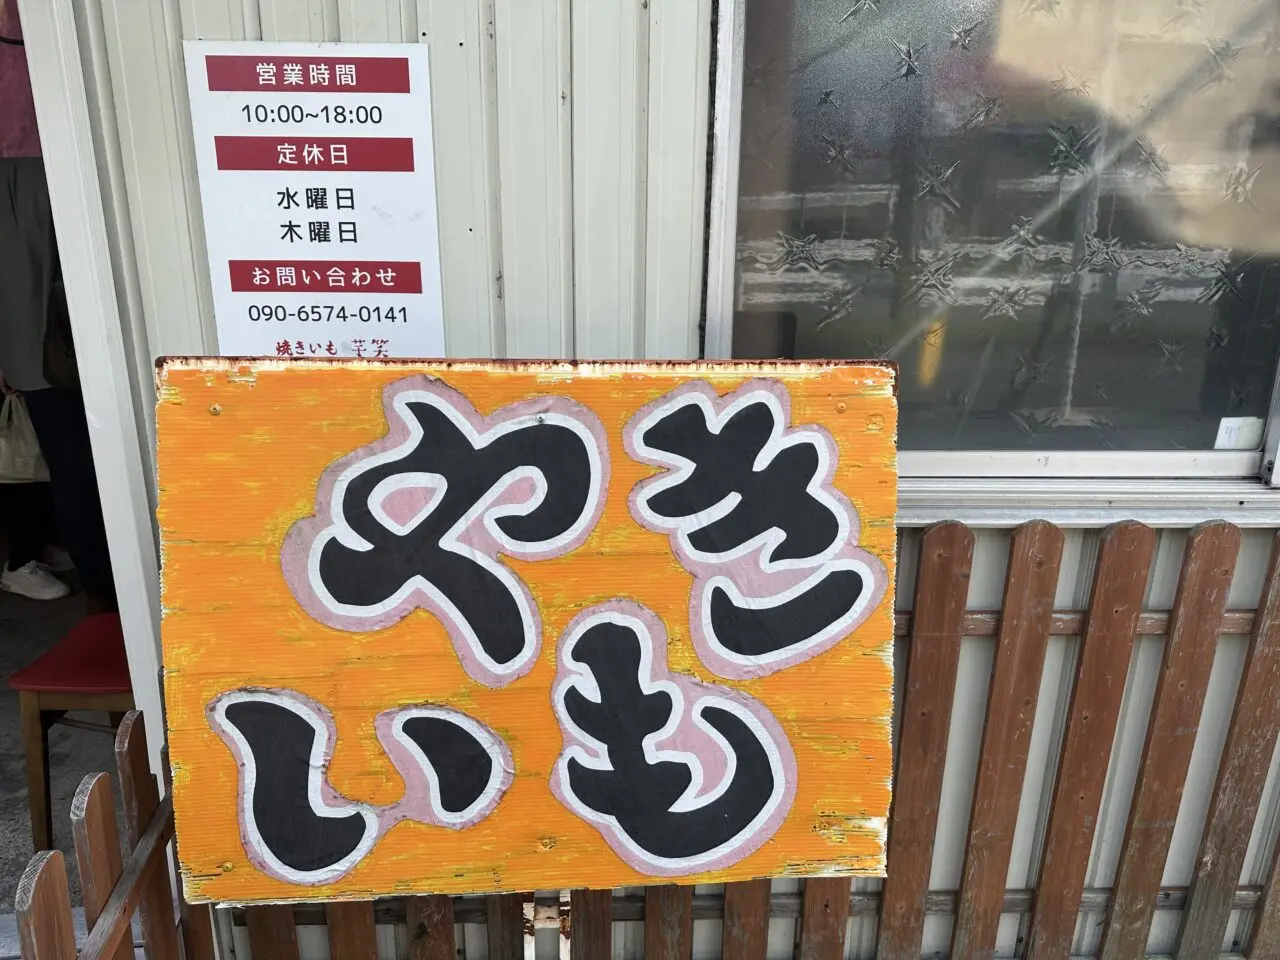 営業時間
10:00~18:00
定休日
水曜日
木曜日
お問い合わせ
090-6574-0141
焼きいも 芋笑
やき
いも